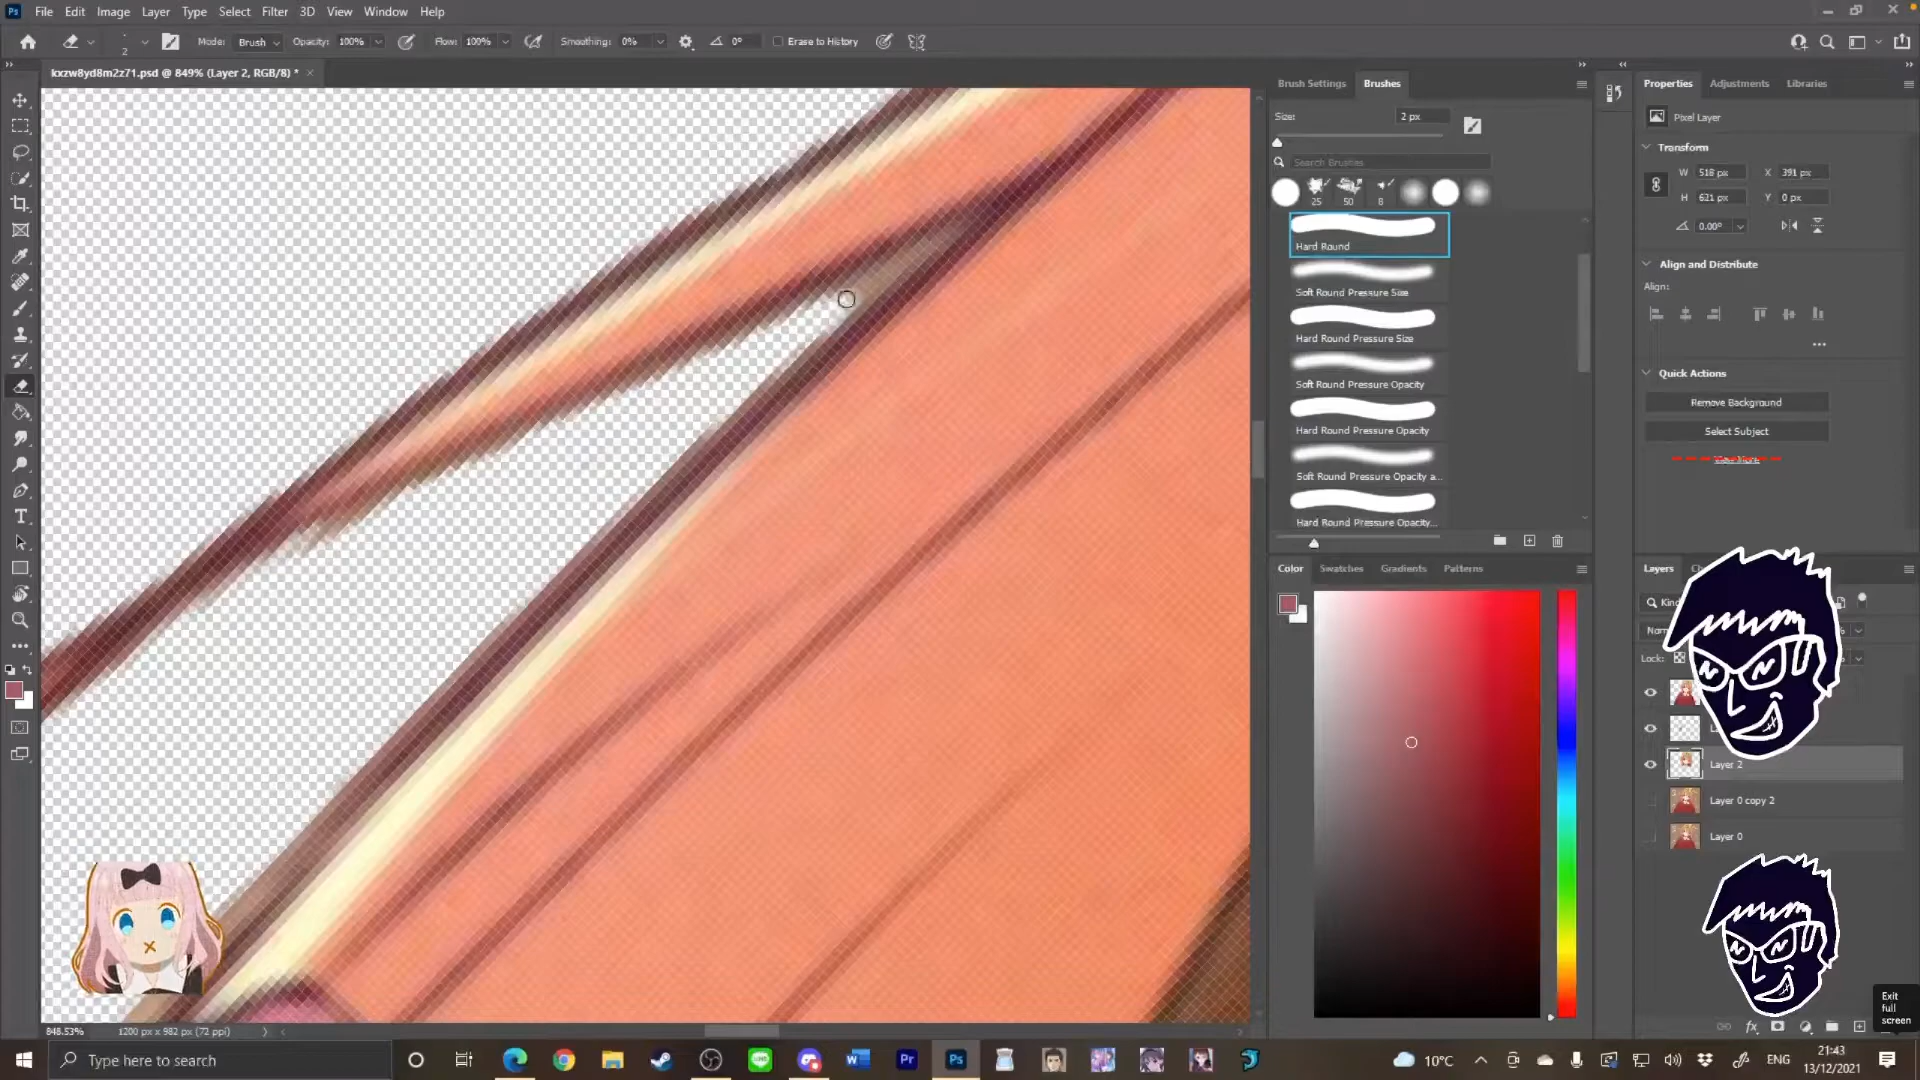 File Edit Image Layer Type Select Filter 3D View Window Help
2 Mode: Brush Opacity: 100% Flow: 100% Smoothing: 0% 0° Erase to History
kxzw8yd8m2z71.psd @ 849% (Layer 2, RGB/8) *
Brush Settings Brushes
Size: 2 px
Search Brushes
25 50 8
Hard Round
Soft Round Pressure Size
Hard Round Pressure Size
Soft Round Pressure Opacity
Hard Round Pressure Opacity
Soft Round Pressure Opacity a...
Hard Round Pressure Opacity...
Color Swatches Gradients Patterns
Properties Adjustments Libraries
Pixel Layer
Transform
W 518 px X 391 px
H 621 px Y 0 px
0.00°
Align and Distribute
Align:
Quick Actions
Remove Background
Select Subject
View More
Layers
Lock:
Layer 2
Layer 0 copy 2
Layer 0
Exit
full
screen
848.53% 1200 px x 982 px (72 ppi)
Type here to search
10°C
ENG
21:43
13/12/2021